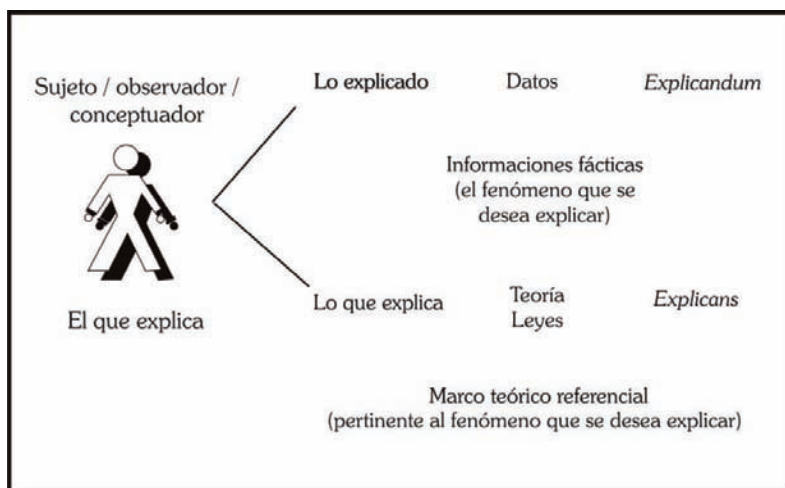 Sujeto / observador /
conceptuador
El que explica
Lo explicado Datos Explicandum
Informaciones fácticas
(el fenómeno que se
desea explicar)
Lo que explica Teoría Explicans
Leyes
Marco teórico referencial
(pertinente al fenómeno que se desea explicar)